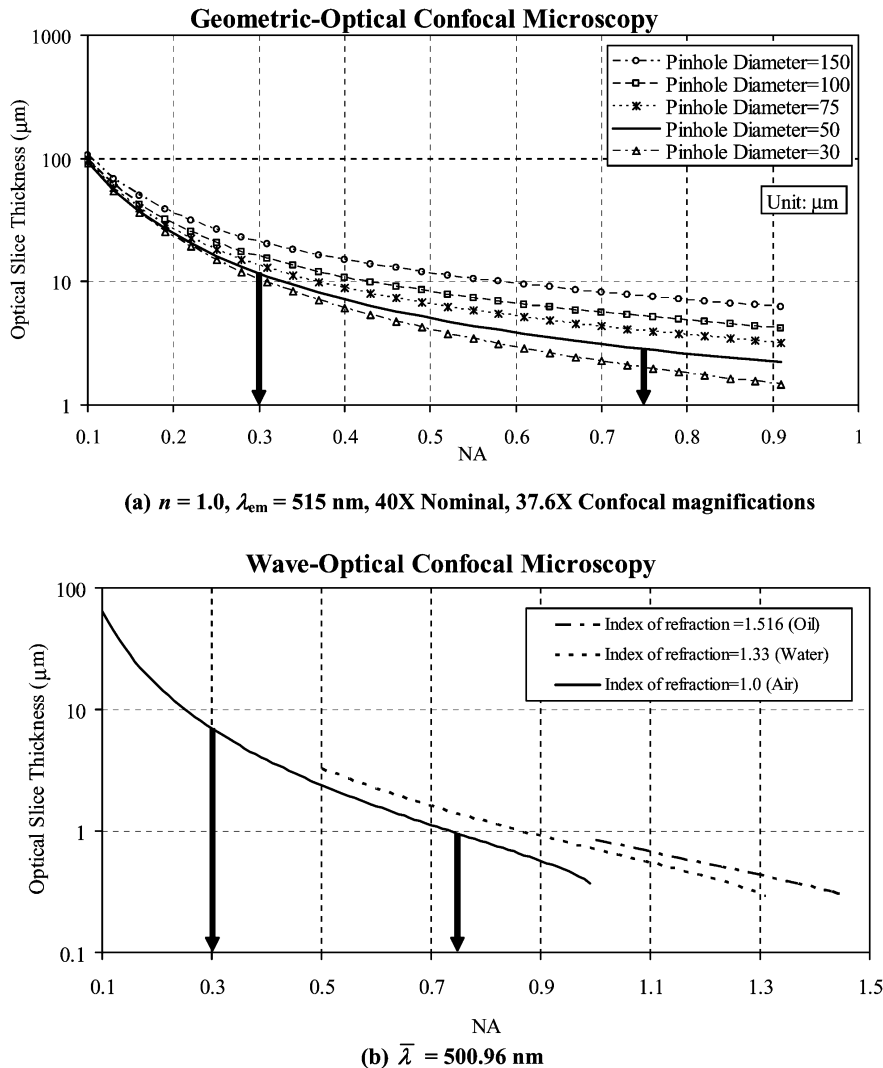 Geometric-Optical Confocal Microscopy
1000
100
10
1
Optical Slice Thickness (μm)
Pinhole Diameter=150
Pinhole Diameter=100
Pinhole Diameter=75
Pinhole Diameter=50
Pinhole Diameter=30
Unit: μm
0.1 0.2 0.3 0.4 0.5 0.6 0.7 0.8 0.9 1
NA
(a) n = 1.0, λem = 515 nm, 40X Nominal, 37.6X Confocal magnifications
Wave-Optical Confocal Microscopy
100
10
1
0.1
Optical Slice Thickness (μm)
Index of refraction =1.516 (Oil)
Index of refraction=1.33 (Water)
Index of refraction=1.0 (Air)
0.1 0.3 0.5 0.7 0.9 1.1 1.3 1.5
NA
(b) λ̅ = 500.96 nm